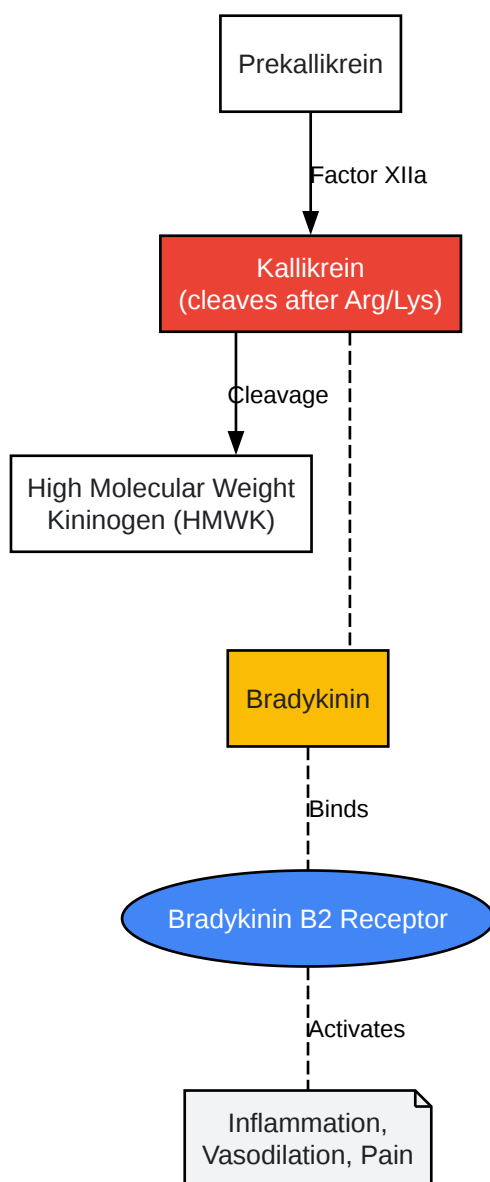 Prekallikrein
Factor XIIa
Kallikrein
(cleaves after Arg/Lys)
Cleavage
High Molecular Weight
Kininogen (HMWK)
Bradykinin
Binds
Bradykinin B2 Receptor
Activates
Inflammation,
Vasodilation, Pain